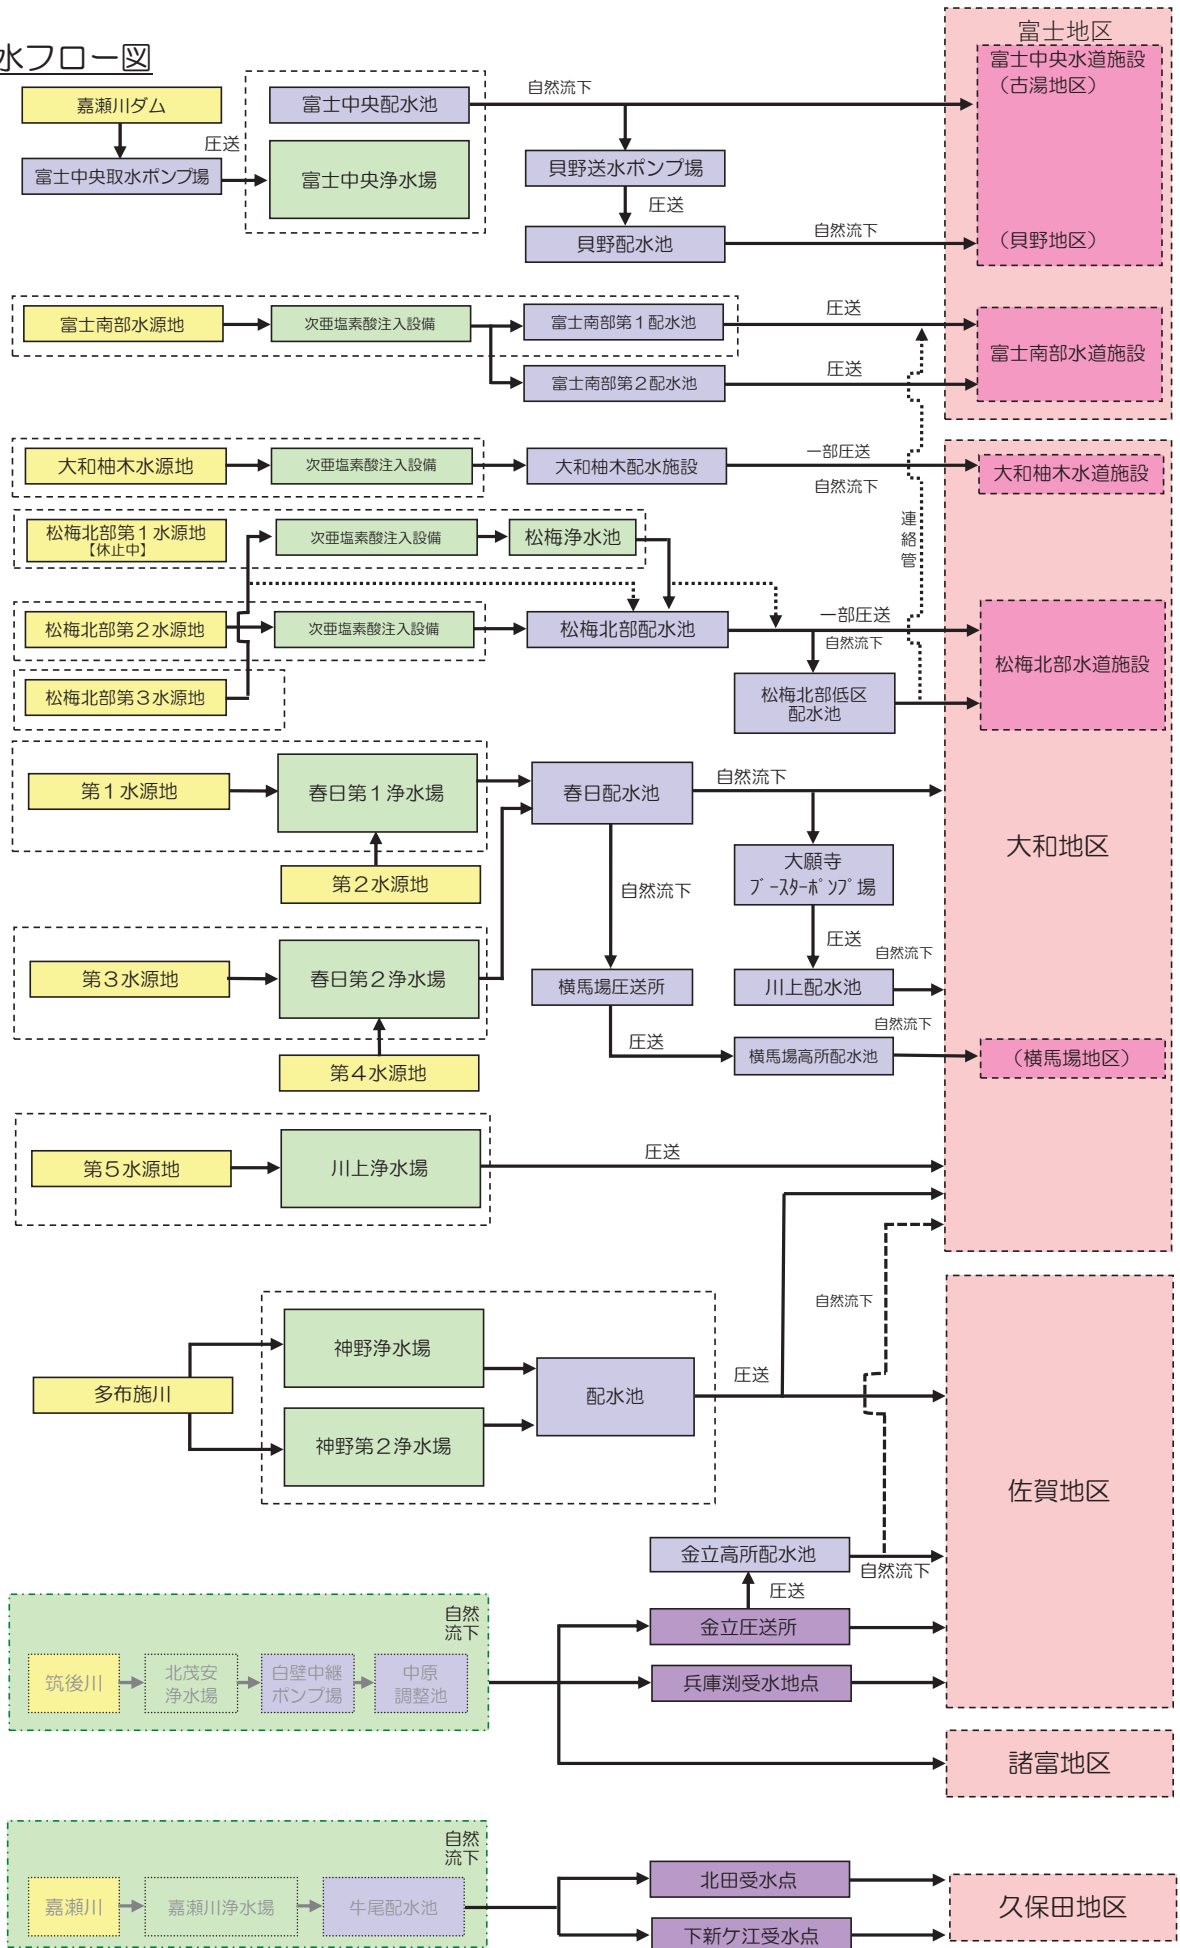 水フロー図
富士地区
嘉瀬川ダム
圧送
富士中央取水ポンプ場
富士中央配水池
富士中央浄水場
自然流下
貝野送水ポンプ場
圧送
貝野配水池
自然流下
富士中央水道施設
(古湯地区)
(貝野地区)
富士南部水源地
次亜塩素酸注入設備
富士南部第1配水池
圧送
富士南部第2配水池
圧送
富士南部水道施設
大和柚木水源地
次亜塩素酸注入設備
大和柚木配水施設
一部圧送
自然流下
大和柚木水道施設
松梅北部第1水源地
【休止中】
次亜塩素酸注入設備
松梅浄水池
連
絡
管
松梅北部第2水源地
次亜塩素酸注入設備
松梅北部配水池
一部圧送
自然流下
松梅北部水道施設
松梅北部第3水源地
松梅北部低区
配水池
第1水源地
春日第1浄水場
春日配水池
自然流下
大和地区
第2水源地
自然流下
大願寺
ブースターポンプ場
圧送
自然流下
第3水源地
春日第2浄水場
横馬場圧送所
川上配水池
第4水源地
圧送
横馬場高所配水池
自然流下
(横馬場地区)
第5水源地
川上浄水場
圧送
自然流下
多布施川
神野浄水場
神野第2浄水場
配水池
圧送
佐賀地区
金立高所配水池
自然流下
圧送
自然
流下
金立圧送所
筑後川
北茂安
浄水場
白壁中継
ポンプ場
中原
調整池
兵庫渕受水地点
諸富地区
自然
流下
嘉瀬川
嘉瀬川浄水場
牛尾配水池
北田受水点
下新ケ江受水点
久保田地区